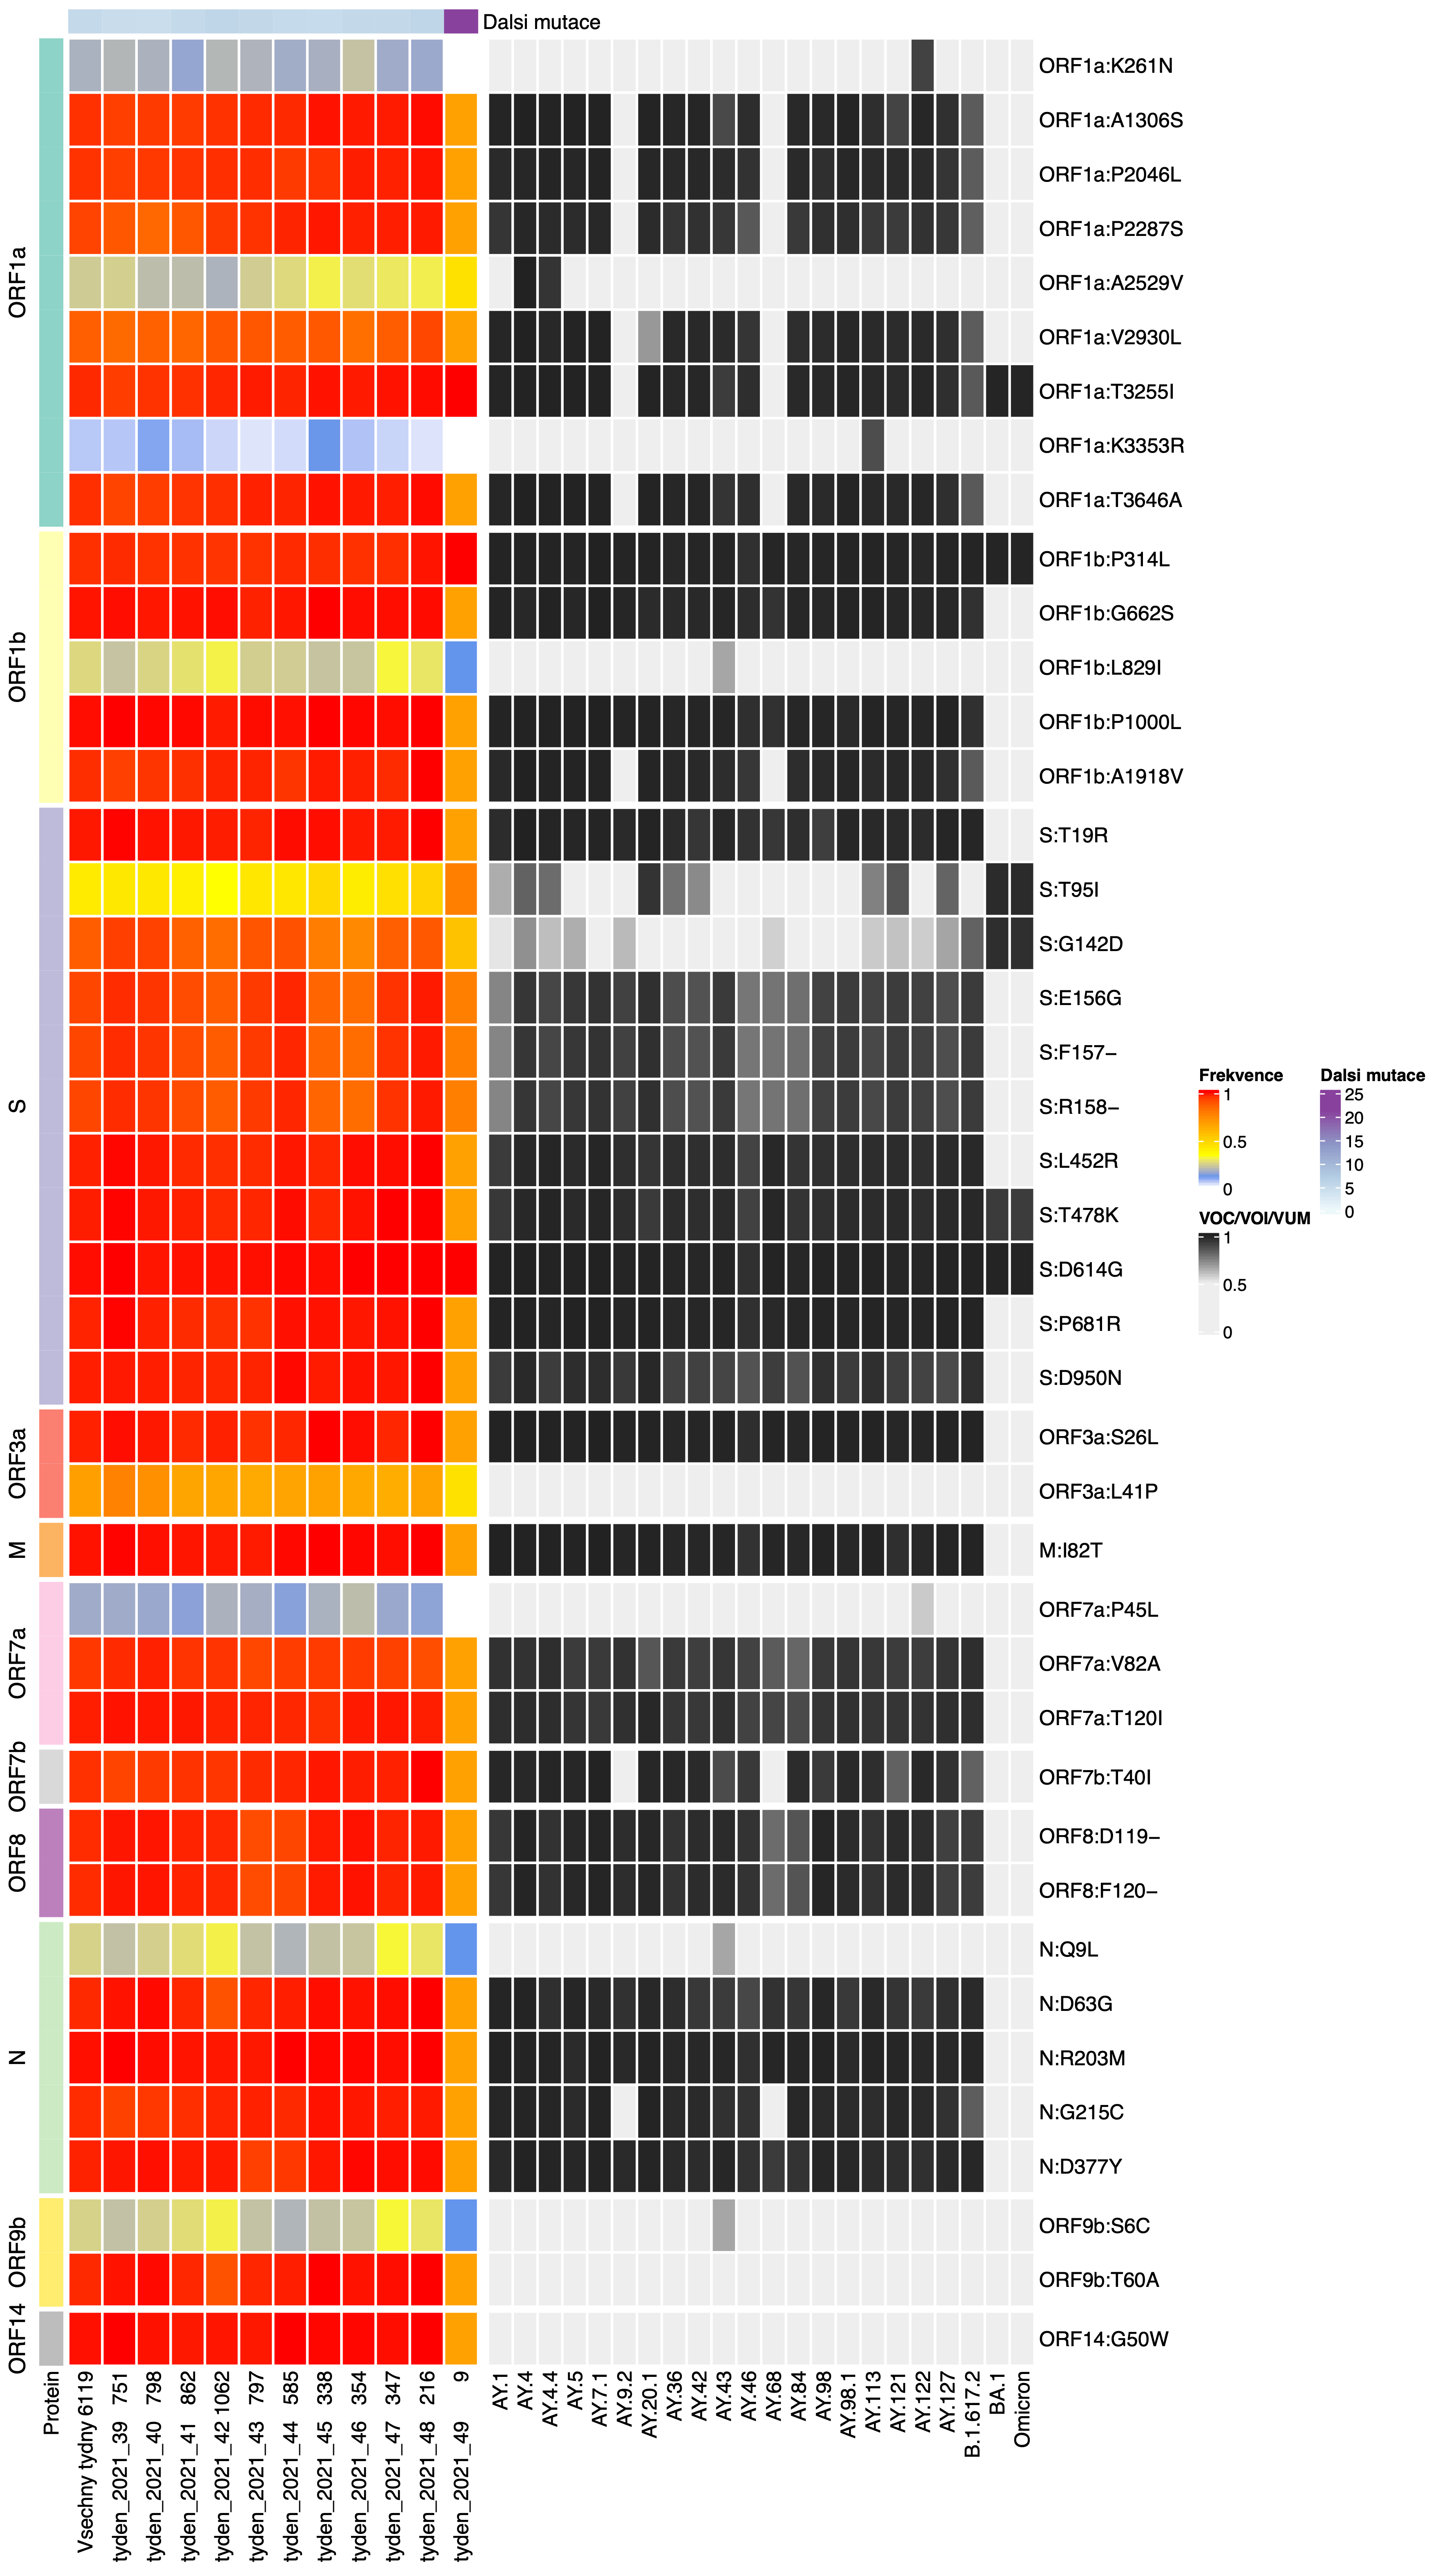 Dalsi mutace
ORF1a
ORF1b
S
ORF3a
M
ORF7a
ORF7b
ORF8
N
ORF9b
ORF14
ORF1a:K261N
ORF1a:A1306S
ORF1a:P2046L
ORF1a:P2287S
ORF1a:A2529V
ORF1a:V2930L
ORF1a:T3255I
ORF1a:K3353R
ORF1a:T3646A
ORF1b:P314L
ORF1b:G662S
ORF1b:L829I
ORF1b:P1000L
ORF1b:A1918V
S:T19R
S:T95I
S:G142D
S:E156G
S:F157–
S:R158–
S:L452R
S:T478K
S:D614G
S:P681R
S:D950N
ORF3a:S26L
ORF3a:L41P
M:I82T
ORF7a:P45L
ORF7a:V82A
ORF7a:T120I
ORF7b:T40I
ORF8:D119–
ORF8:F120–
N:Q9L
N:D63G
N:R203M
N:G215C
N:D377Y
ORF9b:S6C
ORF9b:T60A
ORF14:G50W
Protein
Vsechny tydny 6119
tyden_2021_39 751
tyden_2021_40 798
tyden_2021_41 862
tyden_2021_42 1062
tyden_2021_43 797
tyden_2021_44 585
tyden_2021_45 338
tyden_2021_46 354
tyden_2021_47 347
tyden_2021_48 216
tyden_2021_49 9
AY.1
AY.4
AY.4.4
AY.5
AY.7.1
AY.9.2
AY.20.1
AY.36
AY.42
AY.43
AY.46
AY.68
AY.84
AY.98
AY.98.1
AY.113
AY.121
AY.122
AY.127
B.1.617.2
BA.1
Omicron
Frekvence
1
0.5
0
VOC/VOI/VUM
1
0.5
0
Dalsi mutace
25
20
15
10
5
0